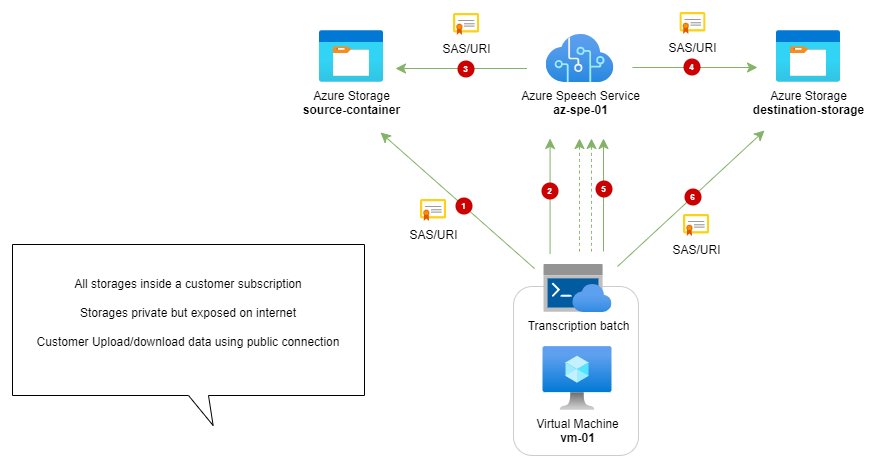 SAS/URI
SAS/URI
3
4
Azure Storage
source-container
Azure Speech Service
az-spe-01
Azure Storage
destination-storage
2
5
6
1
SAS/URI
SAS/URI
All storages inside a customer subscription
Storages private but exposed on internet
Customer Upload/download data using public connection
Transcription batch
Virtual Machine
vm-01